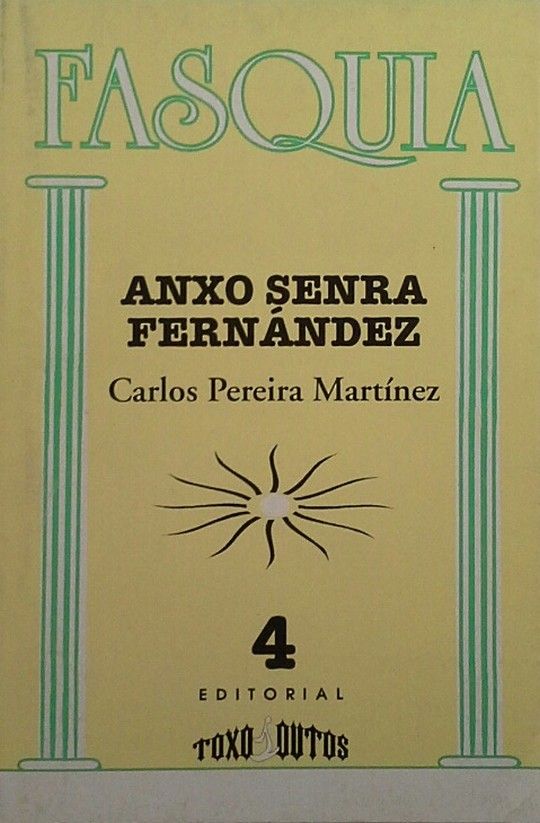 FASQUIA
ANXO SENRA
FERNÁNDEZ
Carlos Pereira Martínez
4
EDITORIAL
TOXOSOUTOS